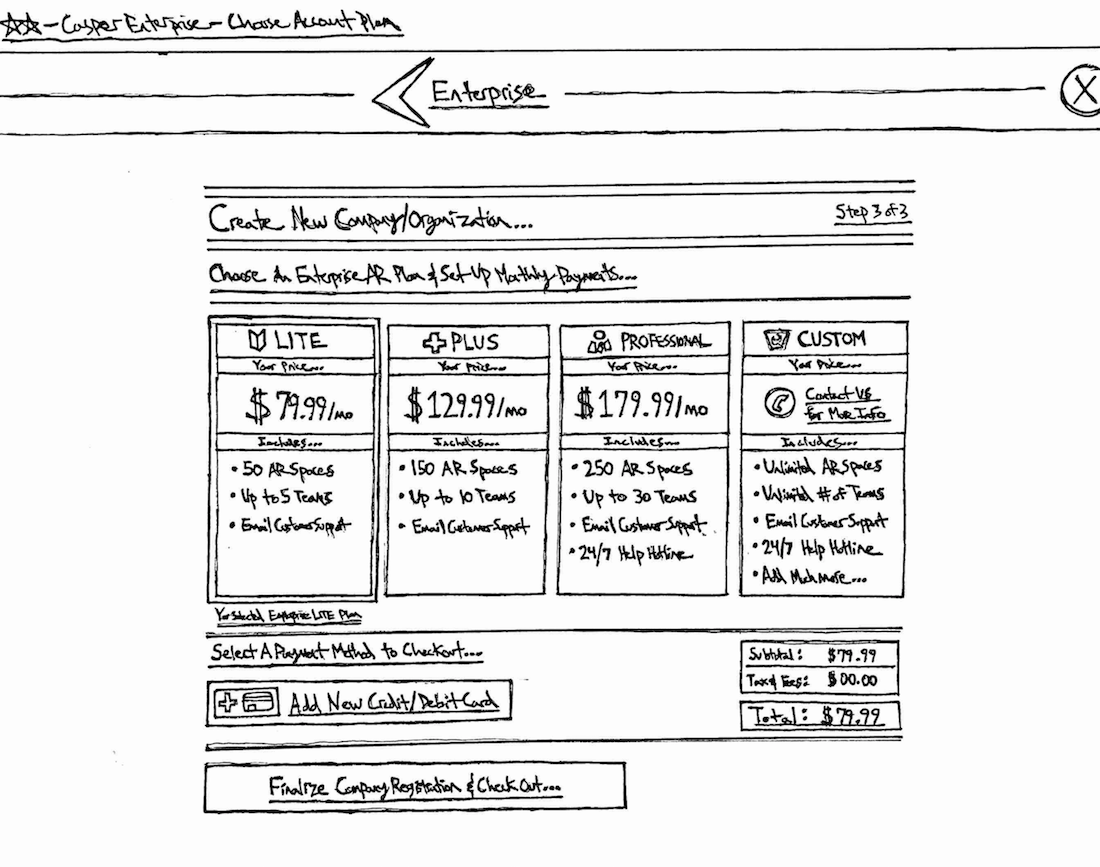 ☆☆-Casper Enterprise-Choose Account Plan
Enterprise
X
Create New Company/Organization...
Step 3 of 3
Choose An Enterprise AR Plan & Set-Up Monthly Payments...
LITE
Your Price...
$79.99/mo
Includes...
• 50 AR Spaces
• Up to 5 Teams
• Email Customer Support
PLUS
Your Price...
$129.99/mo
Includes...
• 150 AR Spaces
• Up to 10 Teams
• Email Customer Support
PROFESSIONAL
Your Price...
$179.99/mo
Includes...
• 250 AR Spaces
• Up to 30 Teams
• Email Customer Support
• 24/7 Help Hotline
CUSTOM
Your Price...
Contact Us
for More Info
Includes...
• Unlimited AR Spaces
• Unlimited # of Teams
• Email Customer Support
• 24/7 Help Hotline
• And Much more...
You selected Enterprise LITE Plan
Select A Payment Method to Checkout...
Add New Credit/Debit Card
Subtotal: $79.99
Tax & Fees: $00.00
Total: $79.99
Finalize Company Registration & Check Out...